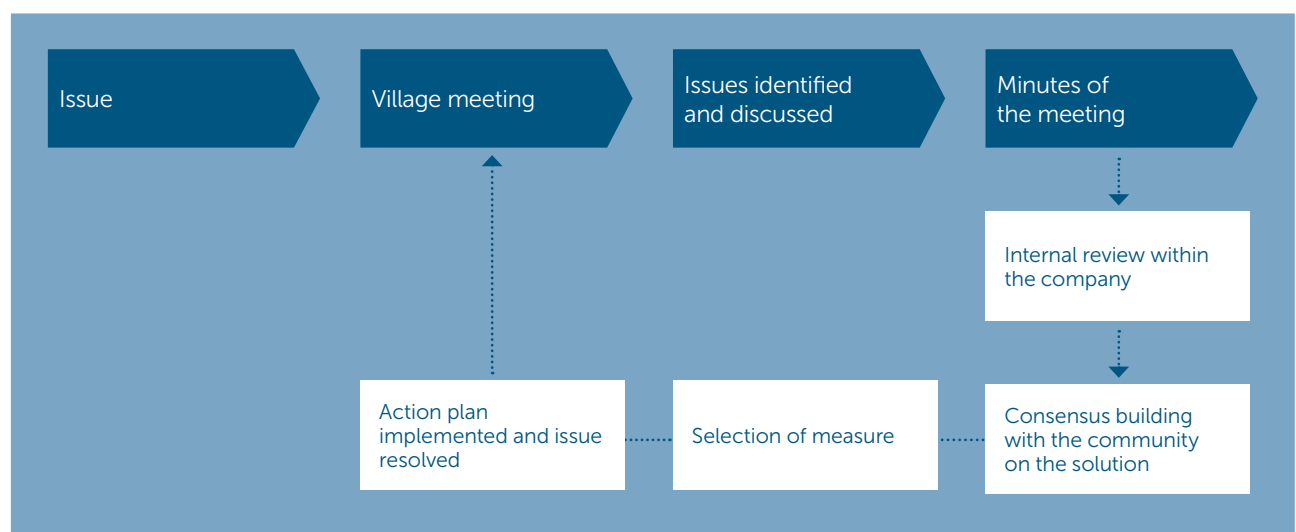 Issue
Village meeting
Issues identified
and discussed
Minutes of
the meeting
Internal review within
the company
Consensus building
with the community
on the solution
Selection of measure
Action plan
implemented and issue
resolved